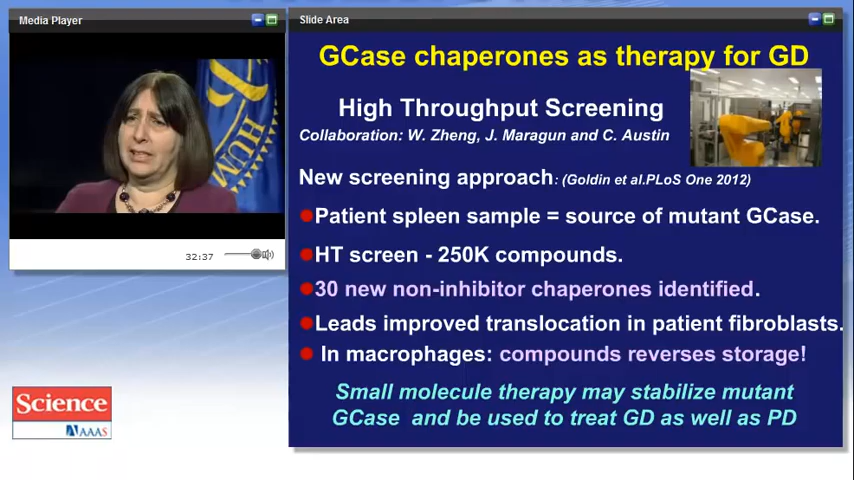 Media Player
HUM
32:37
Science
AAAS
Slide Area
GCase chaperones as therapy for GD
High Throughput Screening
Collaboration: W. Zheng, J. Maragun and C. Austin
New screening approach: (Goldin et al.PLoS One 2012)
Patient spleen sample = source of mutant GCase.
HT screen - 250K compounds.
30 new non-inhibitor chaperones identified.
Leads improved translocation in patient fibroblasts.
In macrophages: compounds reverses storage!
Small molecule therapy may stabilize mutant
GCase and be used to treat GD as well as PD